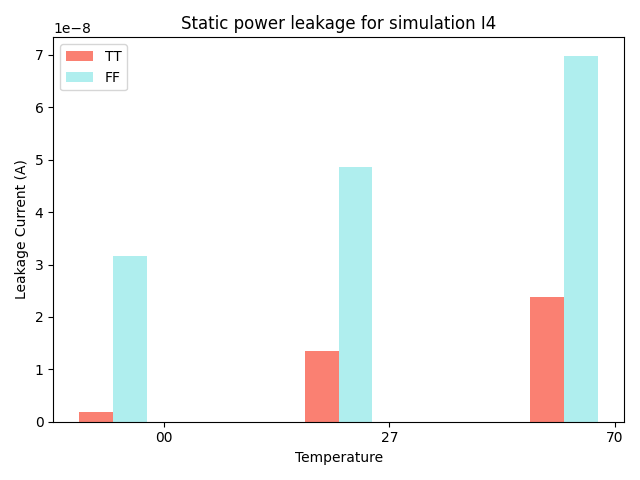 Static power leakage for simulation I4
1e−8
TT
FF
7
6
5
4
3
2
1
0
Leakage Current (A)
00
27
70
Temperature